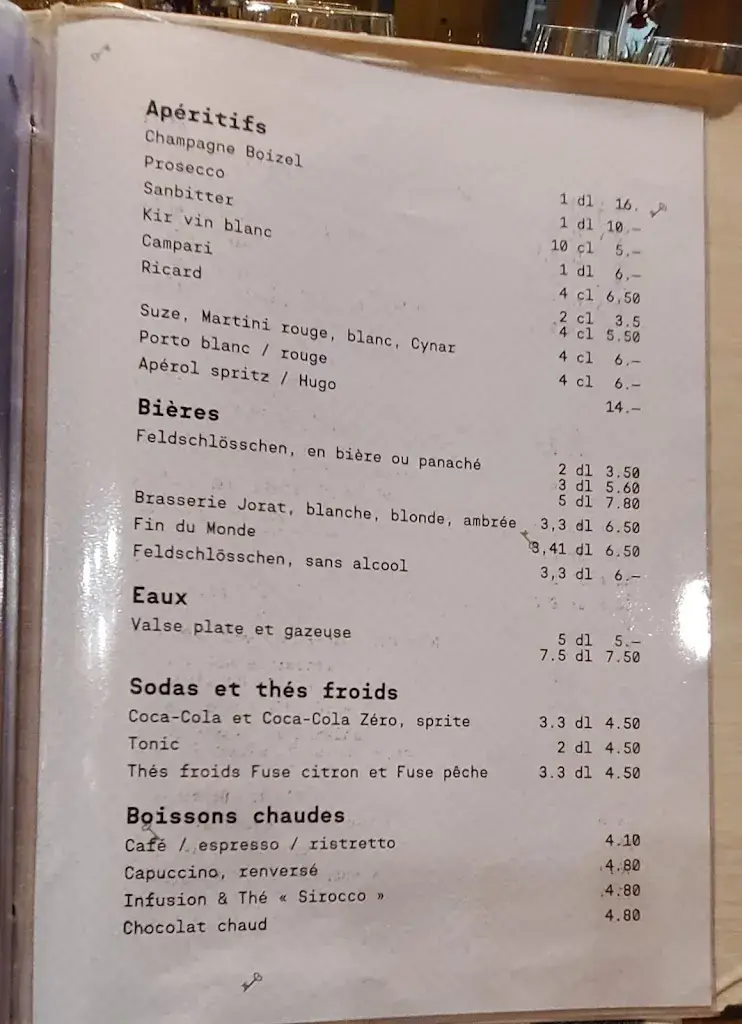 Apéritifs
Champagne Boizel 1 dl 16.
Prosecco 1 dl 10.–
Sanbitter 10 cl 5.–
Kir vin blanc 1 dl 6.–
Campari 4 cl 6,50
Ricard 2 cl 3.5
4 cl 5.50
Suze, Martini rouge, blanc, Cynar 4 cl 6.–
Porto blanc / rouge 4 cl 6.–
Apérol spritz / Hugo 14.–
Bières
Feldschlösschen, en bière ou panaché 2 dl 3.50
3 dl 5.60
5 dl 7.80
Brasserie Jorat, blanche, blonde, ambrée 3,3 dl 6.50
Fin du Monde 3,41 dl 6.50
Feldschlösschen, sans alcool 3,3 dl 6.–
Eaux
Valse plate et gazeuse 5 dl 5.–
7.5 dl 7.50
Sodas et thés froids
Coca-Cola et Coca-Cola Zéro, sprite 3.3 dl 4.50
Tonic 2 dl 4.50
Thés froids Fuse citron et Fuse pêche 3.3 dl 4.50
Boissons chaudes
Café / espresso / ristretto 4.10
Capuccino, renversé 4.80
Infusion & Thé « Sirocco » 4.80
Chocolat chaud 4.80